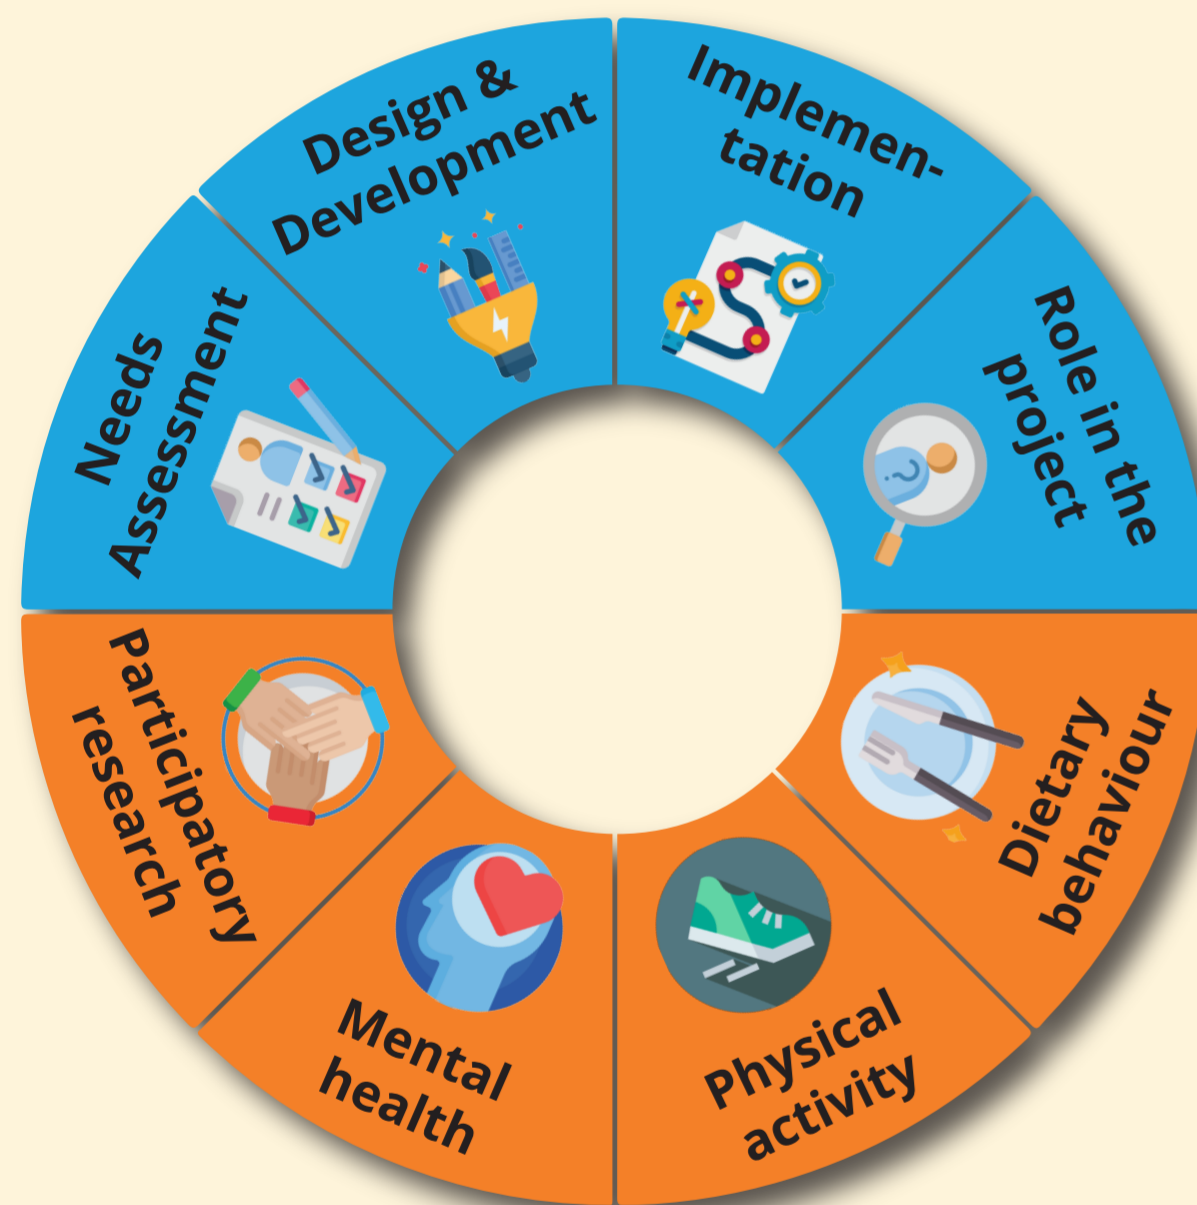 Design &
Development
Implemen-
tation
Role in the
project
Dietary
behaviour
Physical
activity
Mental
health
Participatory
research
Needs
Assessment